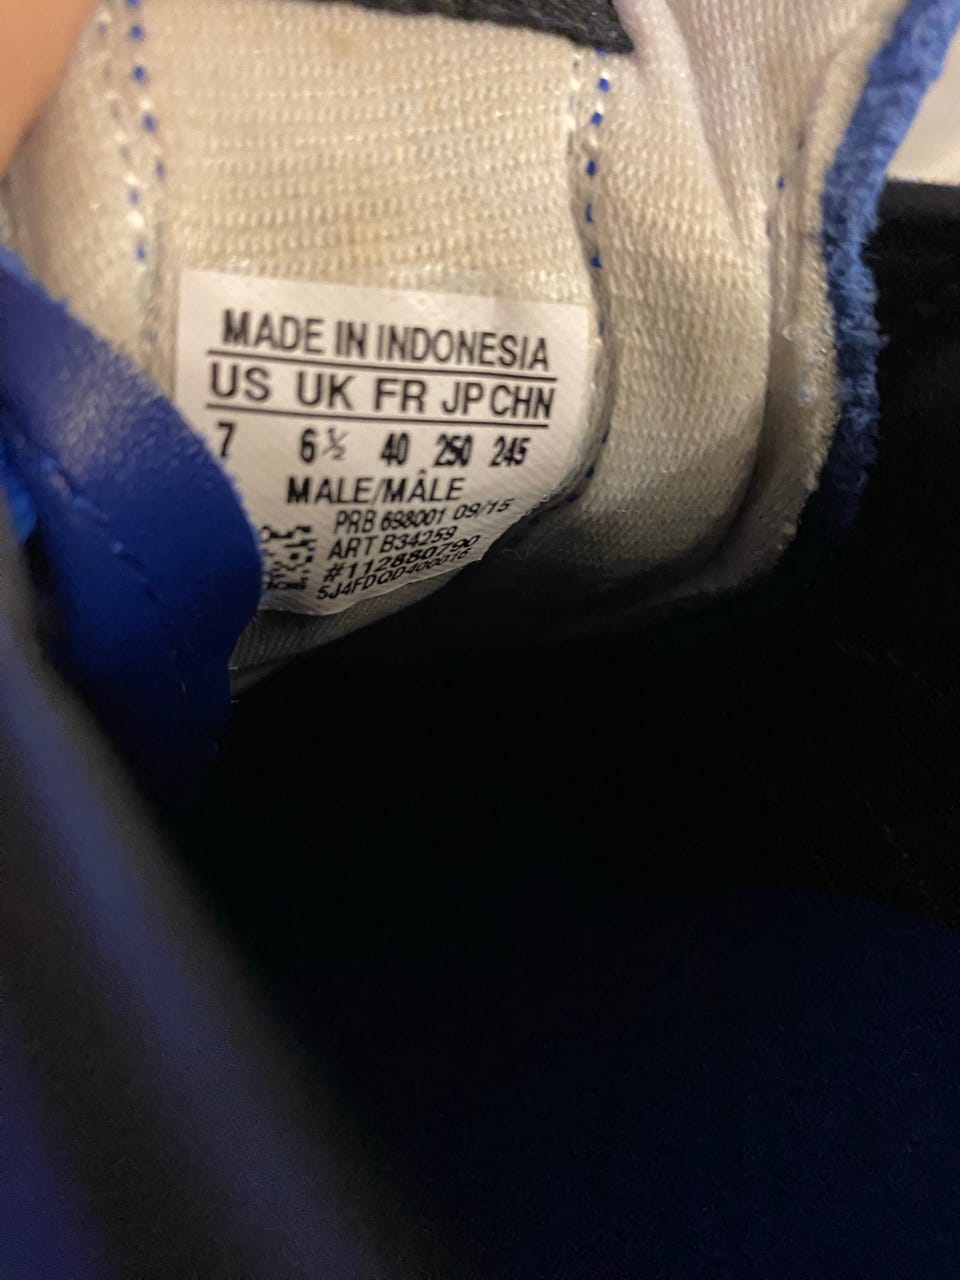 MADE IN INDONESIA
US UK FR JP CHN
7 6½ 40 250 245
MALE/MÂLE
PRB 698001 09/15
ART B34259
#112880790
5J4FDQD400016